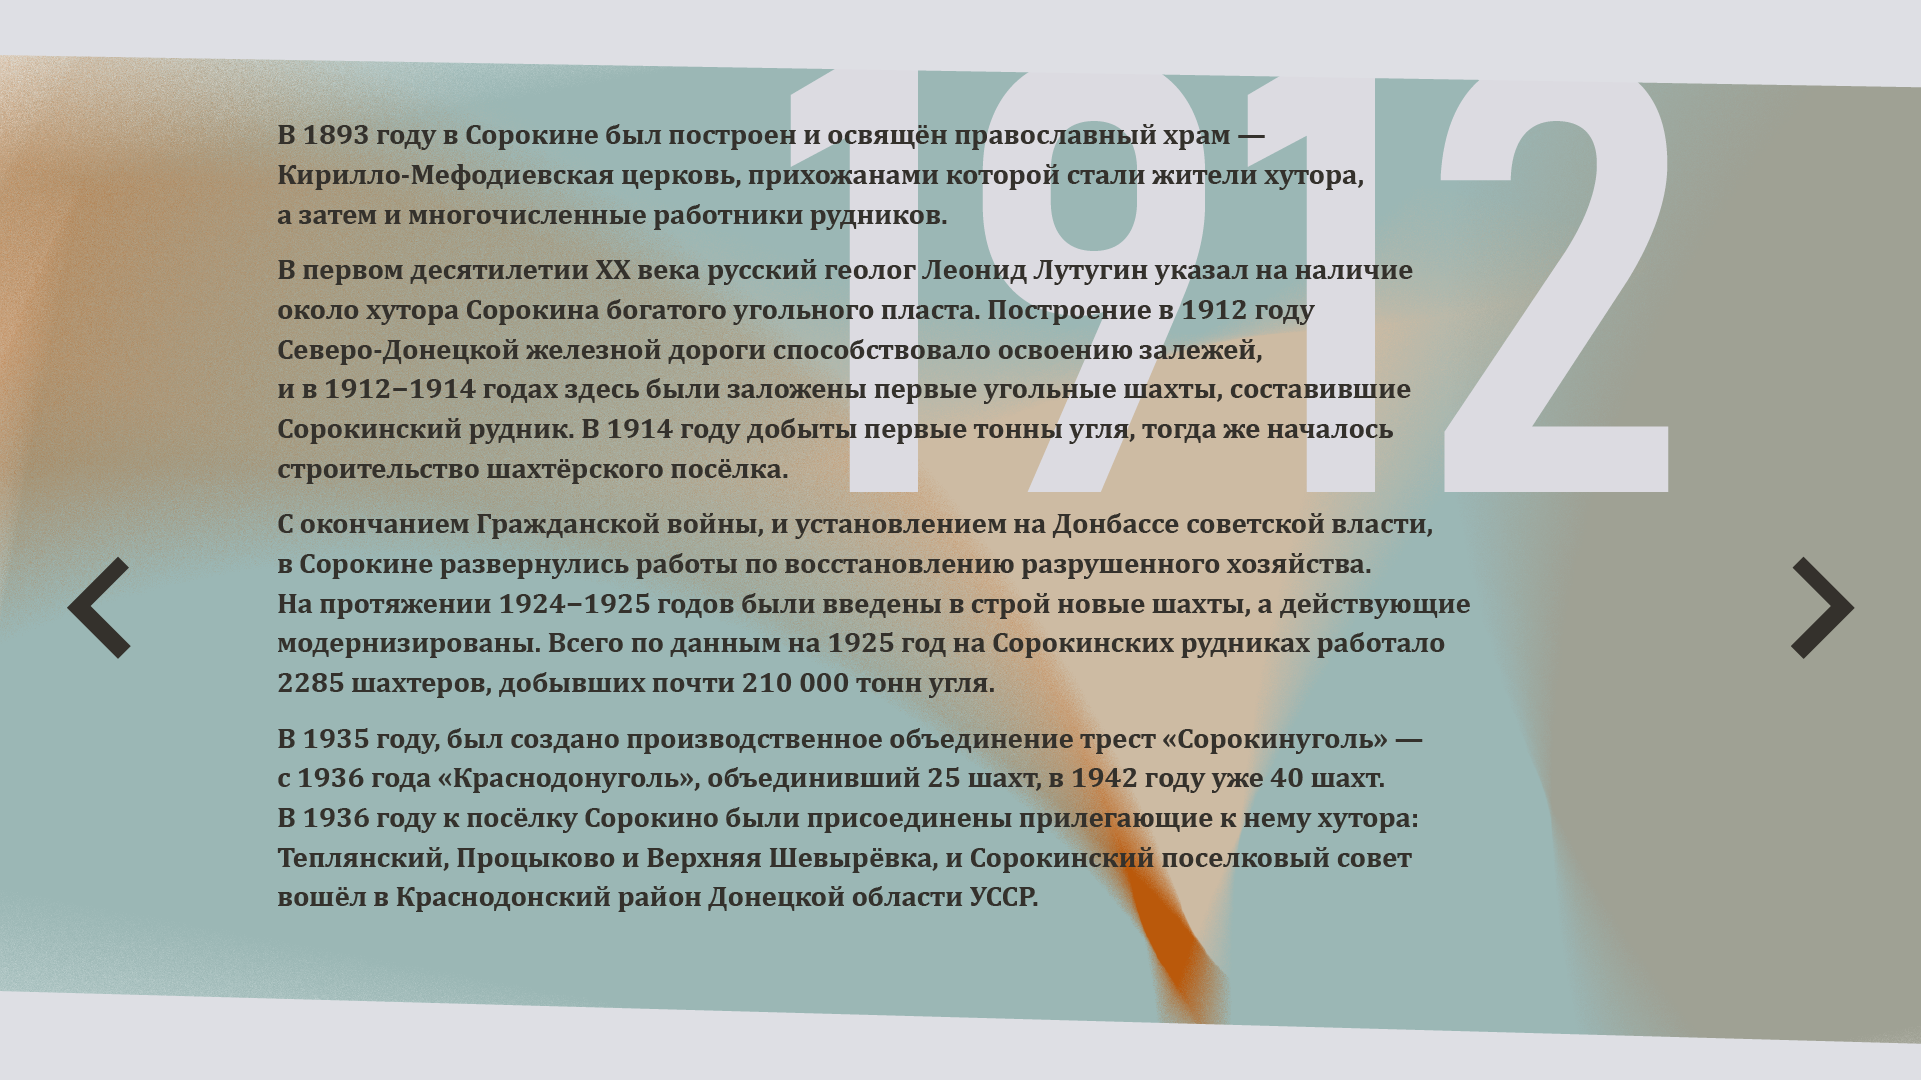 1912
В 1893 году в Сорокине был построен и освящён православный храм —
Кирилло-Мефодиевская церковь, прихожанами которой стали жители хутора,
а затем и многочисленные работники рудников.
В первом десятилетии XX века русский геолог Леонид Лутугин указал на наличие
около хутора Сорокина богатого угольного пласта. Построение в 1912 году
Северо-Донецкой железной дороги способствовало освоению залежей,
и в 1912–1914 годах здесь были заложены первые угольные шахты, составившие
Сорокинский рудник. В 1914 году добыты первые тонны угля, тогда же началось
строительство шахтёрского посёлка.
С окончанием Гражданской войны, и установлением на Донбассе советской власти,
в Сорокине развернулись работы по восстановлению разрушенного хозяйства.
На протяжении 1924–1925 годов были введены в строй новые шахты, а действующие
модернизированы. Всего по данным на 1925 год на Сорокинских рудниках работало
2285 шахтеров, добывших почти 210 000 тонн угля.
В 1935 году, был создано производственное объединение трест «Сорокинуголь» —
с 1936 года «Краснодонуголь», объединивший 25 шахт, в 1942 году уже 40 шахт.
В 1936 году к посёлку Сорокино были присоединены прилегающие к нему хутора:
Теплянский, Процыково и Верхняя Шевырёвка, и Сорокинский поселковый совет
вошёл в Краснодонский район Донецкой области УССР.